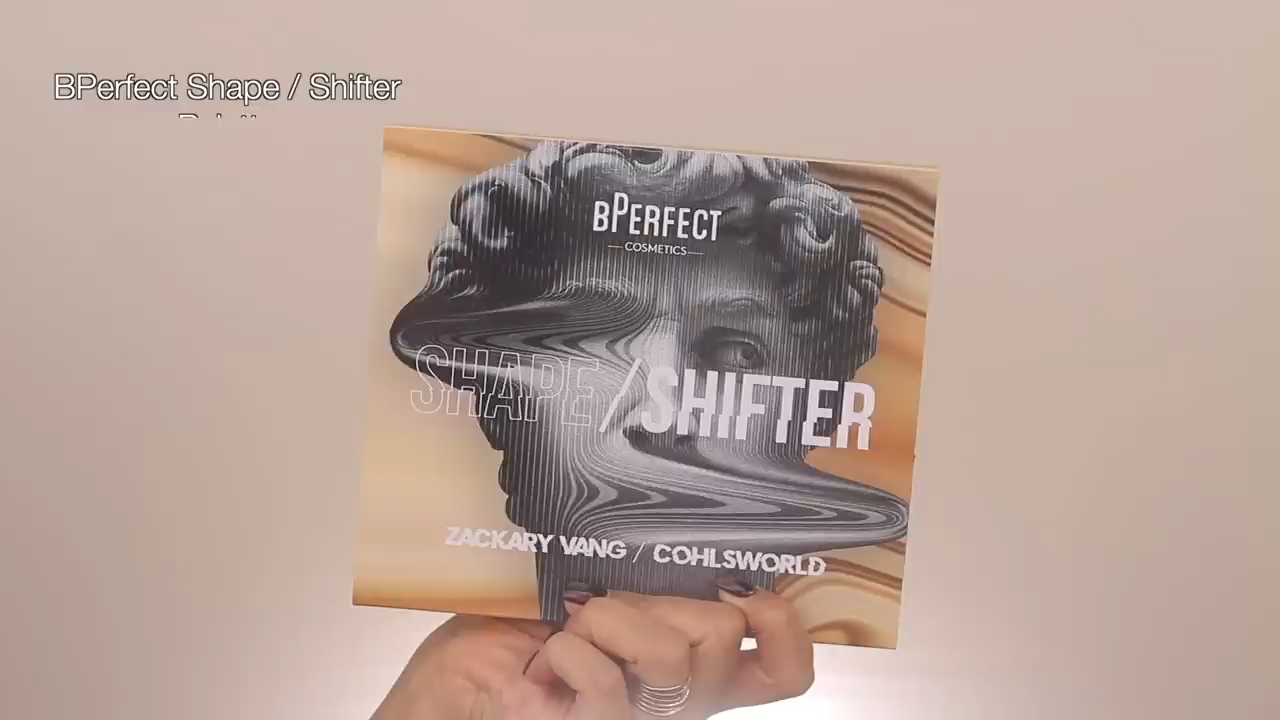 BPerfect Shape / Shifter
BPERFECT
COSMETICS
SHAPE/SHIFTER
ZACKARY VANG / COHLSWORLD